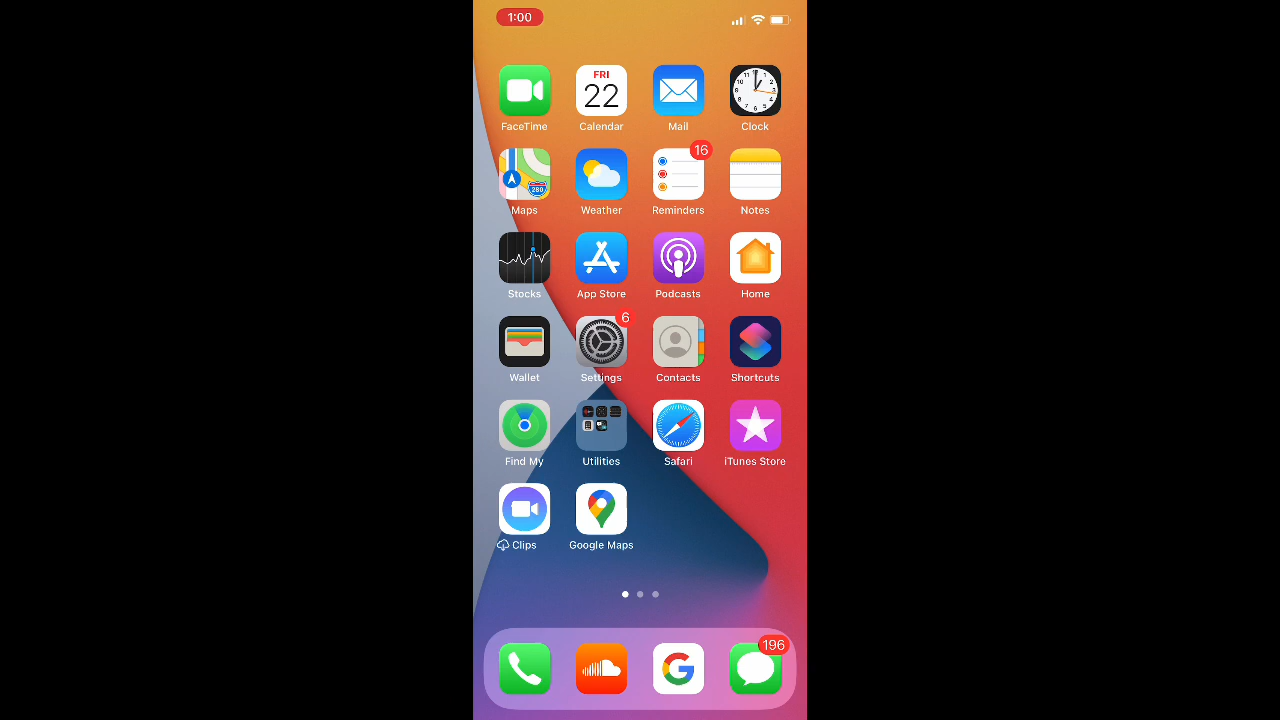 1:00
FRI
22
FaceTime Calendar Mail Clock
280
16
Maps Weather Reminders Notes
Stocks App Store Podcasts Home
6
Wallet Settings Contacts Shortcuts
Find My Utilities Safari iTunes Store
Clips Google Maps
196